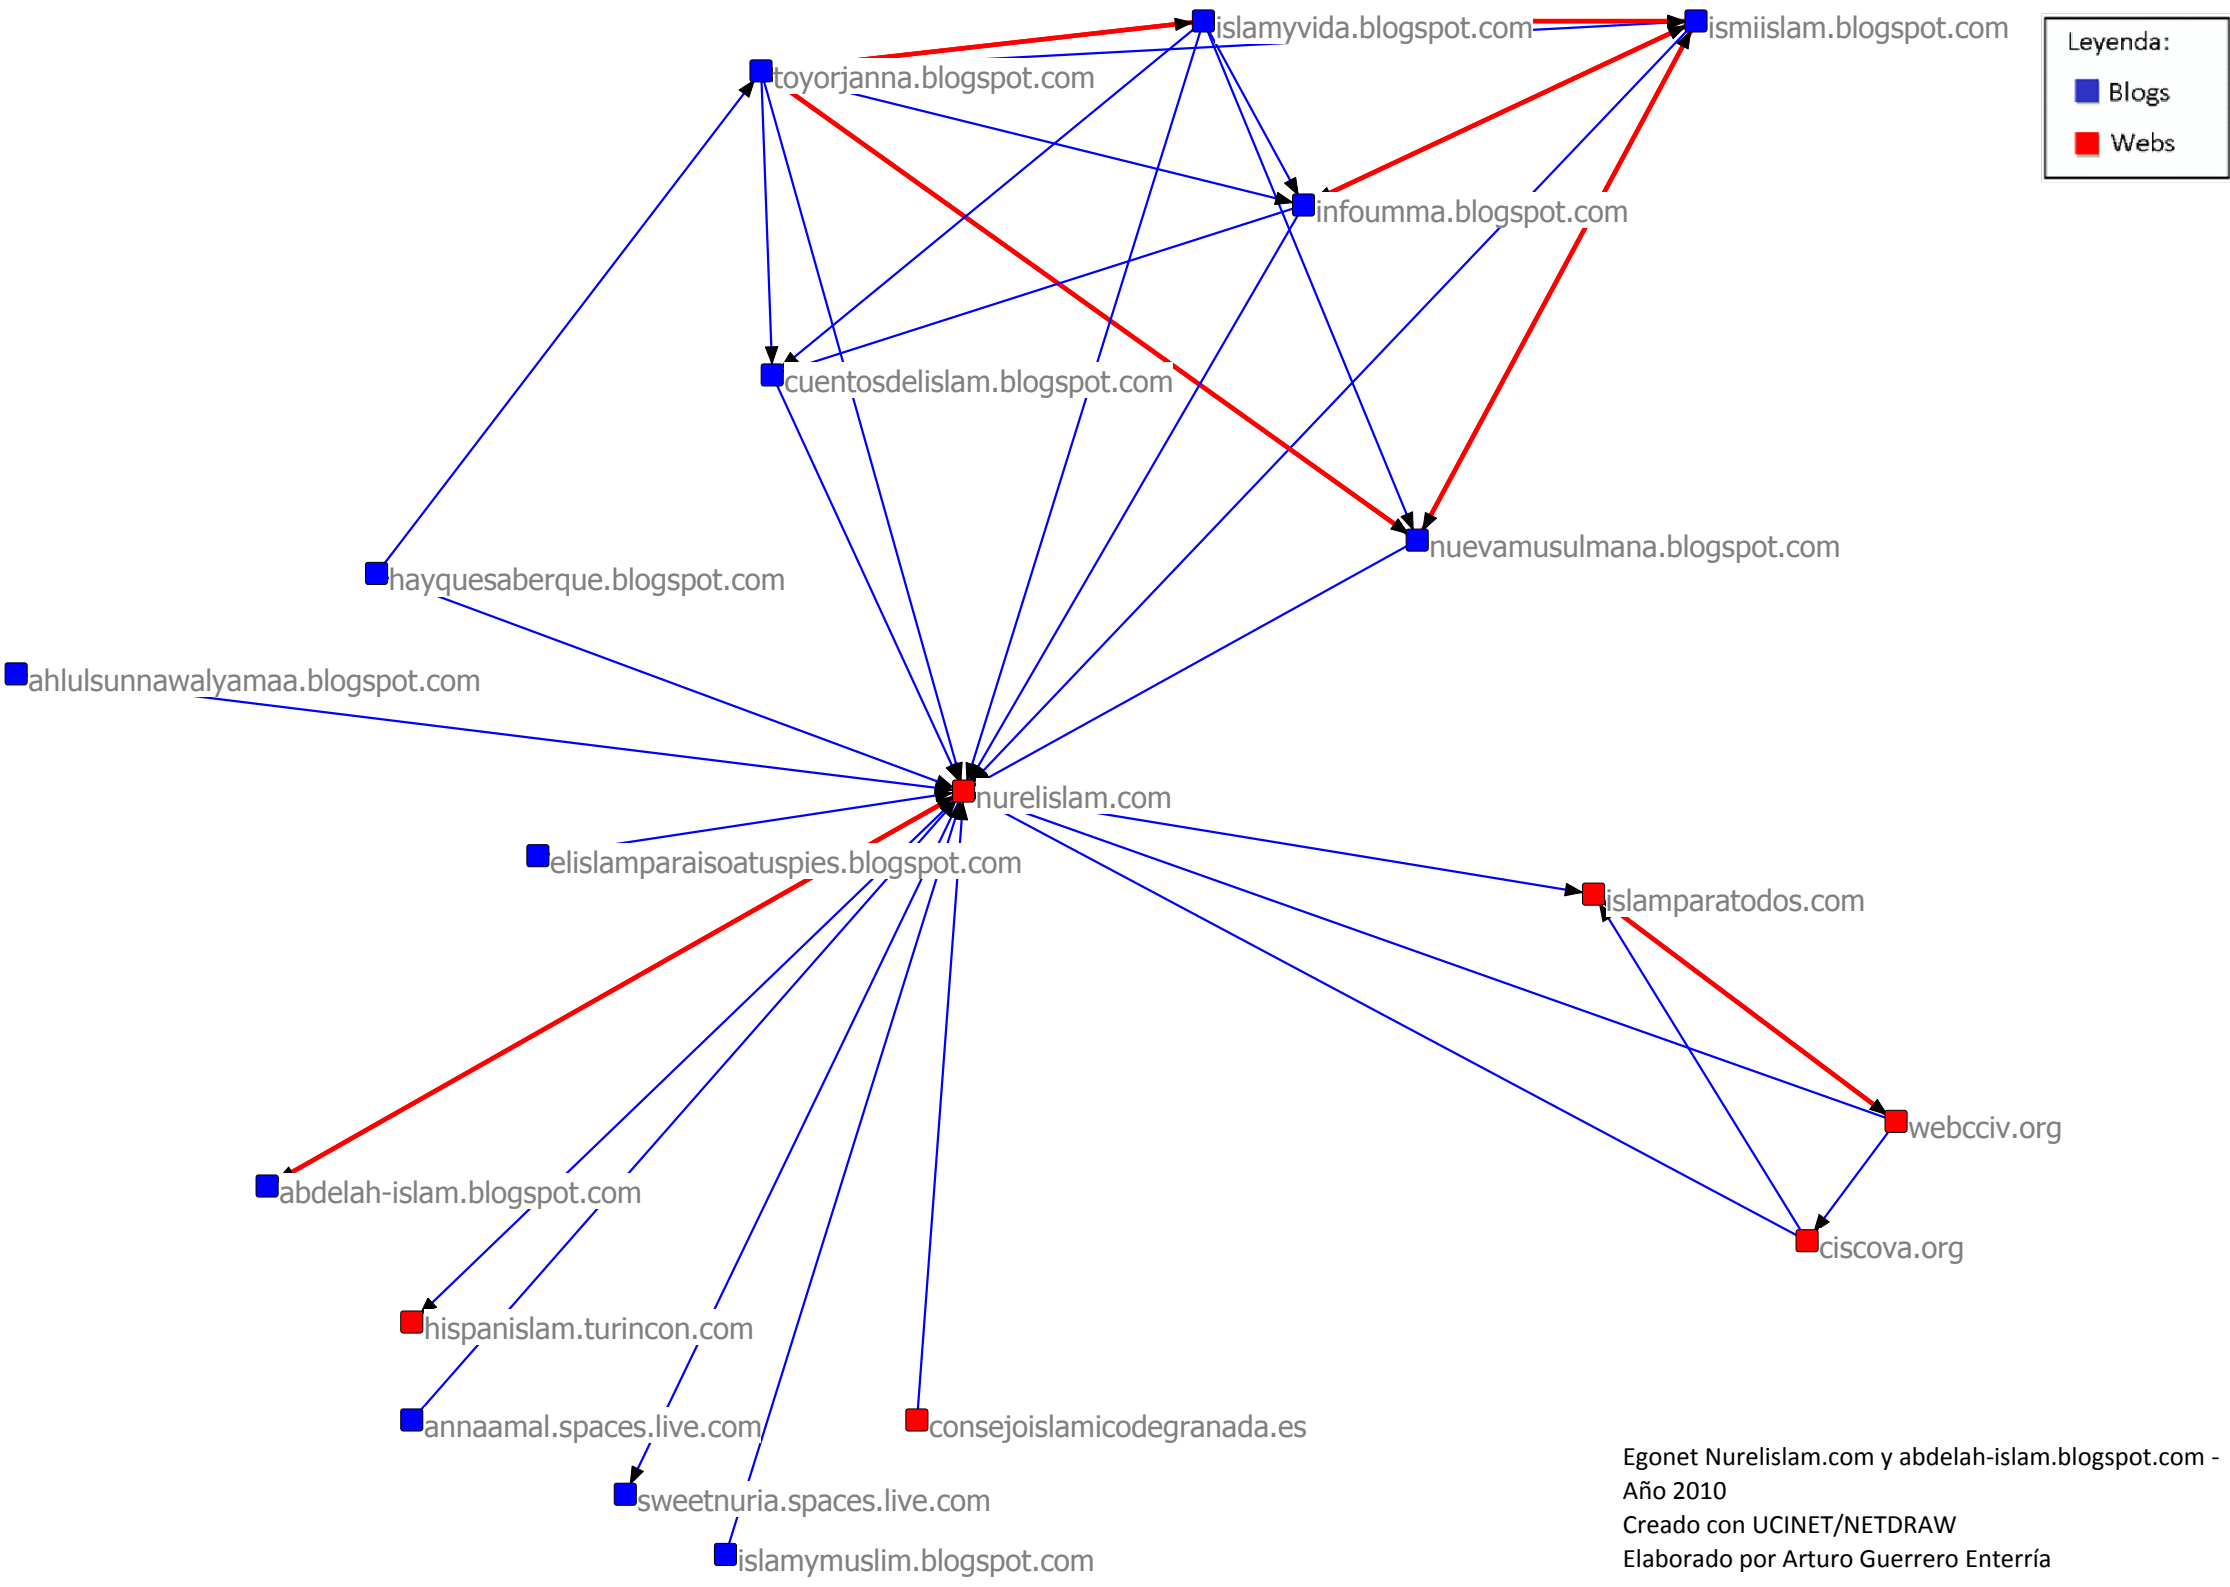 islamyvida.blogspot.com
ismiislam.blogspot.com
Leyenda:
Blogs
Webs
toyorjanna.blogspot.com
infoumma.blogspot.com
cuentosdelislam.blogspot.com
nuevamusulmana.blogspot.com
hayquesaberque.blogspot.com
ahlulsunnawalyamaa.blogspot.com
nurelislam.com
elislamparaisoatuspies.blogspot.com
islamparatodos.com
webcciv.org
abdelah-islam.blogspot.com
ciscova.org
hispanislam.turincon.com
annaamal.spaces.live.com
consejoislamicodegranada.es
sweetnuria.spaces.live.com
islamymuslim.blogspot.com
Egonet Nurelislam.com y abdelah-islam.blogspot.com -
Año 2010
Creado con UCINET/NETDRAW
Elaborado por Arturo Guerrero Enterría